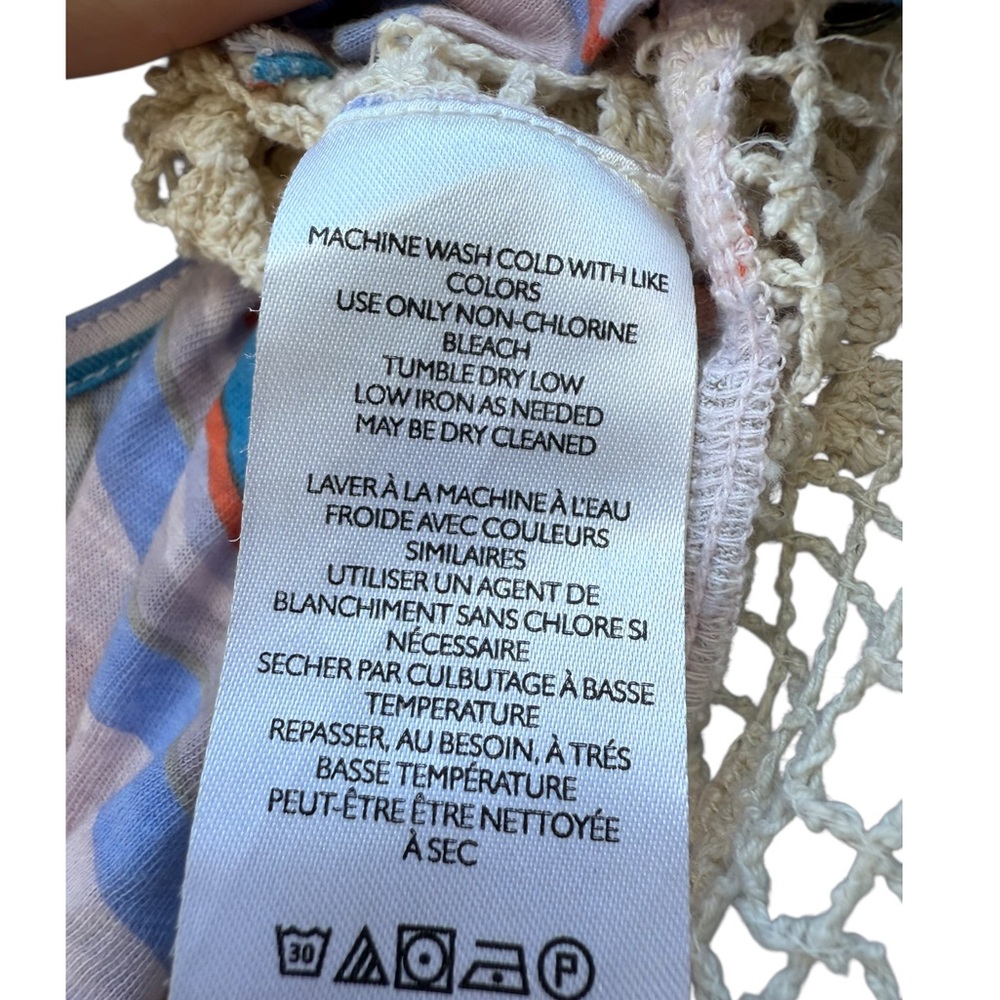 MACHINE WASH COLD WITH LIKE
COLORS
USE ONLY NON-CHLORINE
BLEACH
TUMBLE DRY LOW
LOW IRON AS NEEDED
MAY BE DRY CLEANED
LAVER À LA MACHINE À L'EAU
FROIDE AVEC COULEURS
SIMILAIRES
UTILISER UN AGENT DE
BLANCHIMENT SANS CHLORE SI
NÉCESSAIRE
SECHER PAR CULBUTAGE À BASSE
TEMPERATURE
REPASSER, AU BESOIN, À TRÉS
BASSE TEMPÉRATURE
PEUT-ÊTRE ÊTRE NETTOYÉE
À SEC
30 P